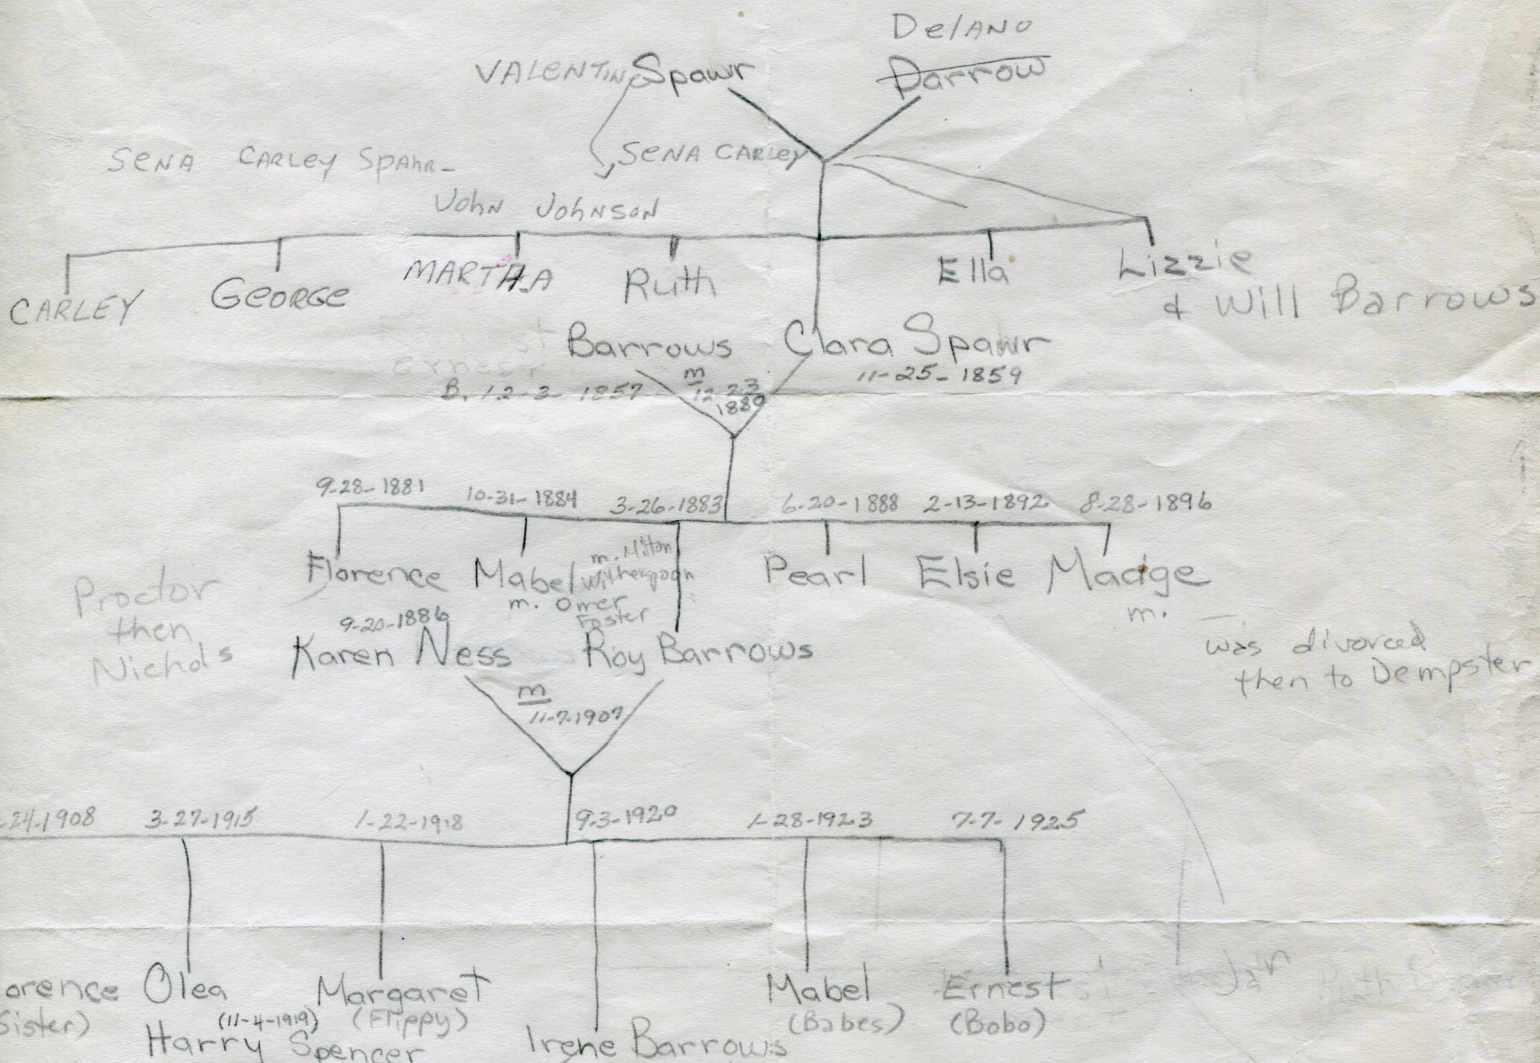 DelANO
VALENTIN Spawr Darrow
SENA CARLEY SPAHR- SENA CARLEY
John Johnson
CARLEY GEORGE MARTHA Ruth Ella Lizzie
& Will Barrows
Barrows Clara Spawr
B. 12-3-1857 m 12-23 1880 11-25-1859
9-28-1881 10-31-1884 3-26-1883 6-20-1888 2-13-1892 8-28-1896
Florence Mabel m. Milton Witherspoon Pearl Elsie Madge
m. Omer Foster m.
Proctor then Nichols
9-20-1886
Karen Ness Roy Barrows
was divorced
then to Dempster
m
11-7-1907
24-1908 3-27-1915 1-22-1918 9-3-1920 1-28-1923 7-7-1925
orence Olea Margaret Mabel Ernest
Sister) (11-4-1919) (Flippy) (Babes) (Bobo)
Harry Spencer Irene Barrows